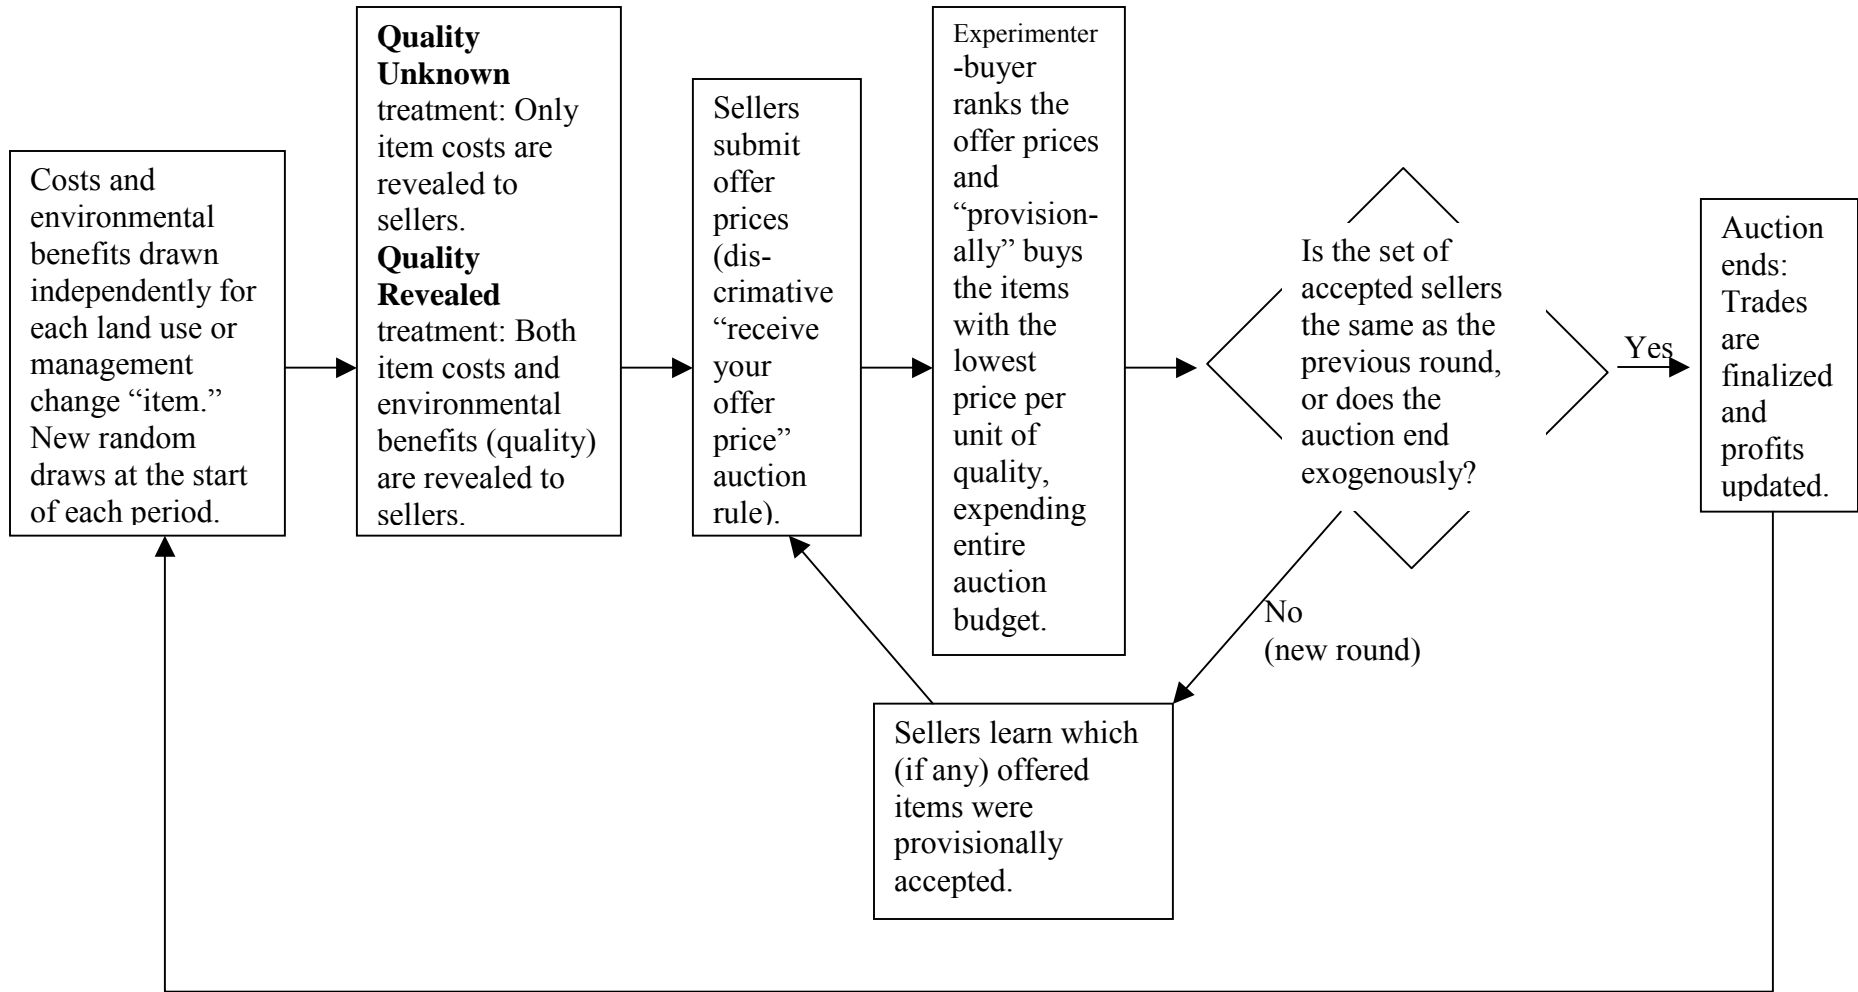 Costs and
environmental
benefits drawn
independently for
each land use or
management
change “item.”
New random
draws at the start
of each period.
Quality
Unknown
treatment: Only
item costs are
revealed to
sellers.
Quality
Revealed
treatment: Both
item costs and
environmental
benefits (quality)
are revealed to
sellers.
Sellers
submit
offer
prices
(dis-
crimative
“receive
your
offer
price”
auction
rule).
Experimenter
-buyer
ranks the
offer prices
and
“provision-
ally” buys
the items
with the
lowest
price per
unit of
quality,
expending
entire
auction
budget.
Is the set of
accepted sellers
the same as the
previous round,
or does the
auction end
exogenously?
Yes
Auction
ends:
Trades
are
finalized
and
profits
updated.
No
(new round)
Sellers learn which
(if any) offered
items were
provisionally
accepted.